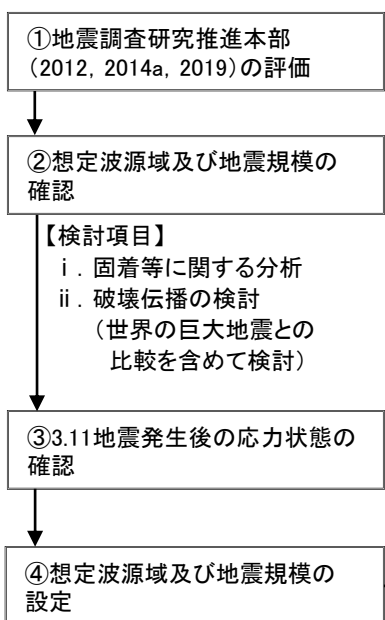 ①地震調査研究推進本部
(2012, 2014a, 2019)の評価
②想定波源域及び地震規模の
確認
【検討項目】
ⅰ．固着等に関する分析
ⅱ．破壊伝播の検討
(世界の巨大地震との
比較を含めて検討)
③3.11地震発生後の応力状態の
確認
④想定波源域及び地震規模の
設定